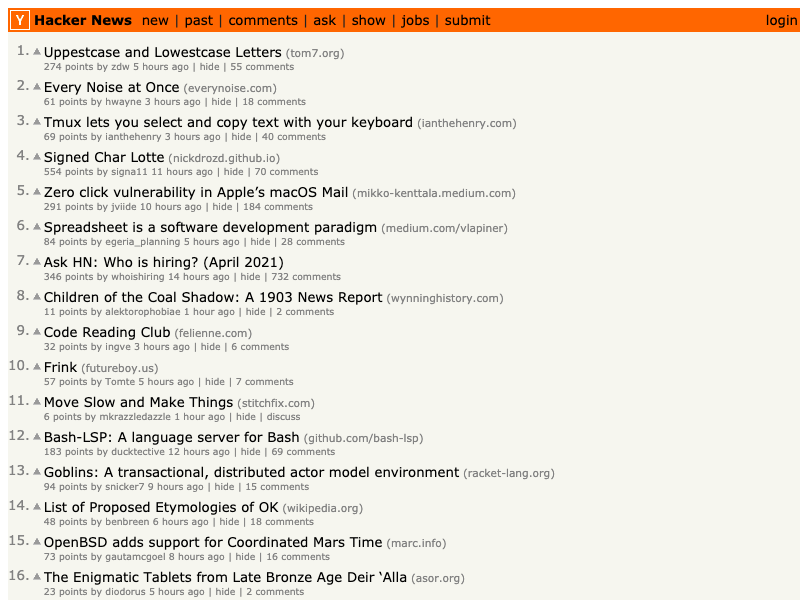 Y Hacker News new | past | comments | ask | show | jobs | submit login
1. Uppestcase and Lowestcase Letters (tom7.org)
274 points by zdw 5 hours ago | hide | 55 comments
2. Every Noise at Once (everynoise.com)
61 points by hwayne 3 hours ago | hide | 18 comments
3. Tmux lets you select and copy text with your keyboard (ianthehenry.com)
69 points by ianthehenry 3 hours ago | hide | 40 comments
4. Signed Char Lotte (nickdrozd.github.io)
554 points by signa11 11 hours ago | hide | 70 comments
5. Zero click vulnerability in Apple’s macOS Mail (mikko-kenttala.medium.com)
291 points by jviide 10 hours ago | hide | 184 comments
6. Spreadsheet is a software development paradigm (medium.com/vlapiner)
84 points by egeria_planning 5 hours ago | hide | 28 comments
7. Ask HN: Who is hiring? (April 2021)
346 points by whoishiring 14 hours ago | hide | 732 comments
8. Children of the Coal Shadow: A 1903 News Report (wynninghistory.com)
11 points by alektorophobiae 1 hour ago | hide | 2 comments
9. Code Reading Club (felienne.com)
32 points by ingve 3 hours ago | hide | 6 comments
10. Frink (futureboy.us)
57 points by Tomte 5 hours ago | hide | 7 comments
11. Move Slow and Make Things (stitchfix.com)
6 points by mkrazzledazzle 1 hour ago | hide | discuss
12. Bash-LSP: A language server for Bash (github.com/bash-lsp)
183 points by ducktective 12 hours ago | hide | 69 comments
13. Goblins: A transactional, distributed actor model environment (racket-lang.org)
94 points by snicker7 9 hours ago | hide | 15 comments
14. List of Proposed Etymologies of OK (wikipedia.org)
48 points by benbreen 6 hours ago | hide | 18 comments
15. OpenBSD adds support for Coordinated Mars Time (marc.info)
73 points by gautamcgoel 8 hours ago | hide | 16 comments
16. The Enigmatic Tablets from Late Bronze Age Deir ‘Alla (asor.org)
23 points by diodorus 5 hours ago | hide | 2 comments